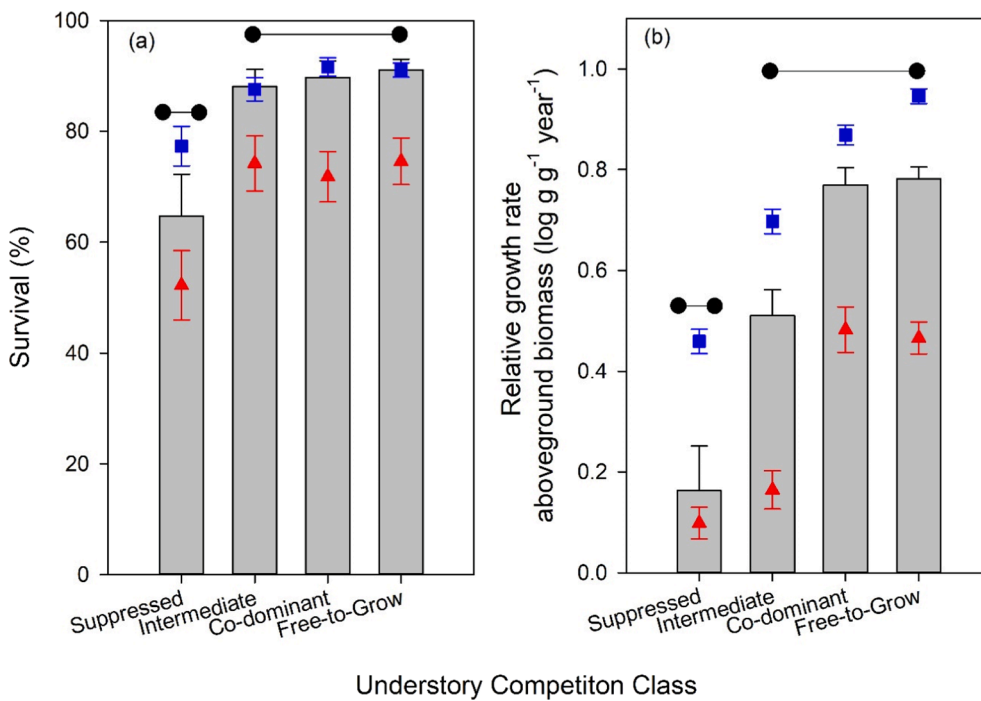 (a)
Survival (%)
100
80
60
40
20
0
Suppressed
Intermediate
Co-dominant
Free-to-Grow
(b)
Relative growth rate
aboveground biomass (log g g⁻¹ year⁻¹)
1.0
0.8
0.6
0.4
0.2
0.0
Suppressed
Intermediate
Co-dominant
Free-to-Grow
Understory Competiton Class